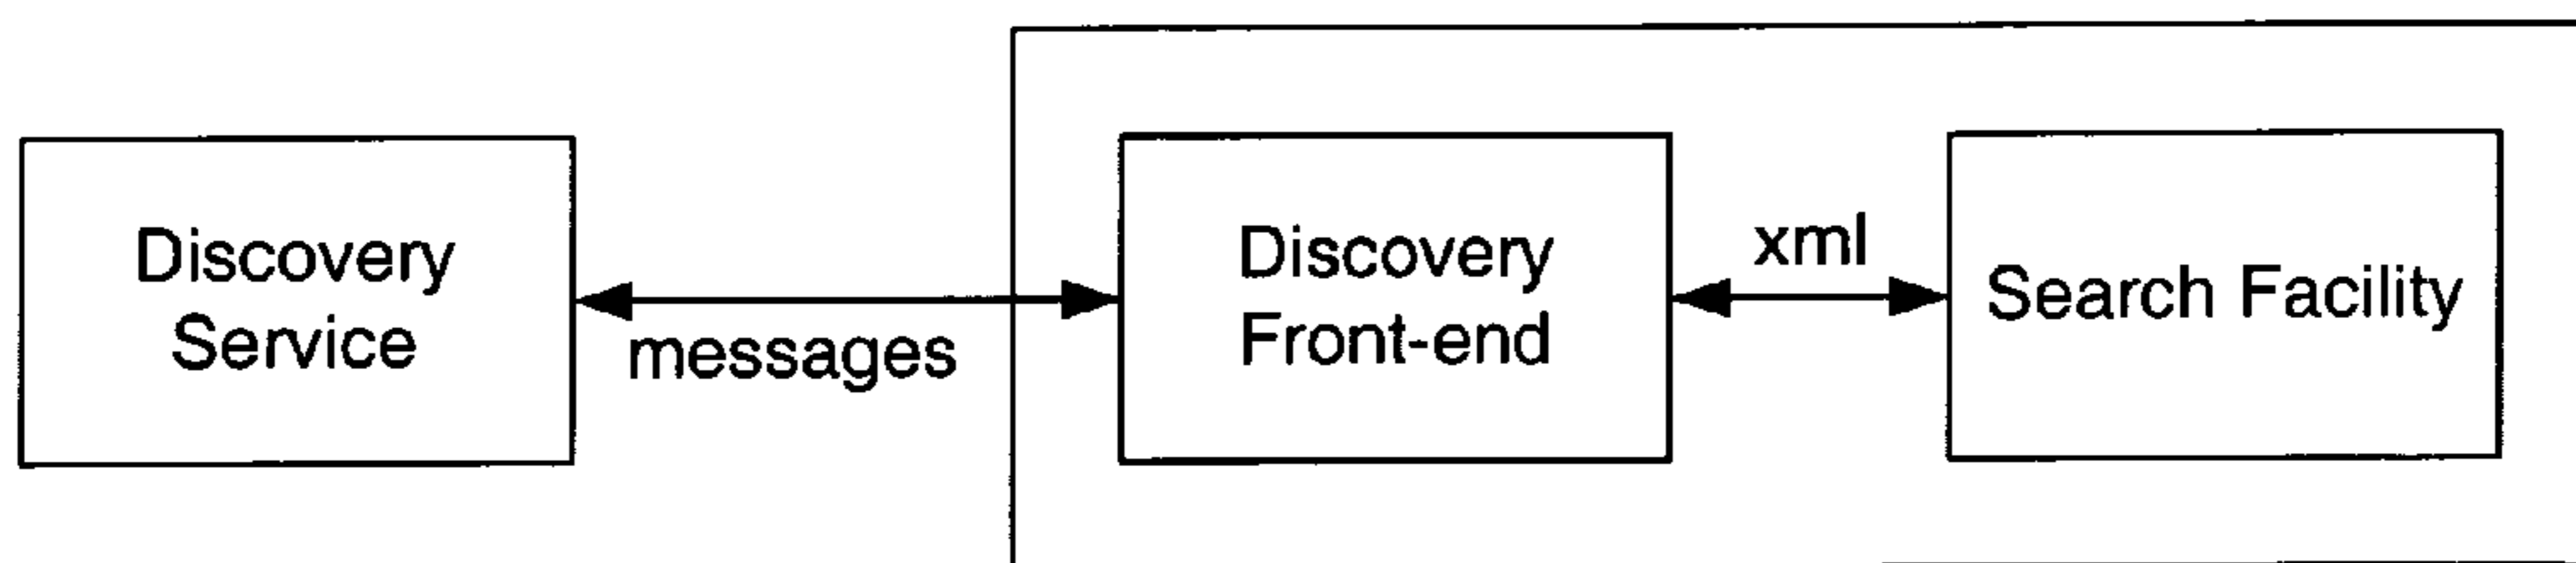 Discovery
Service
messages
Discovery
Front-end
xml
Search Facility